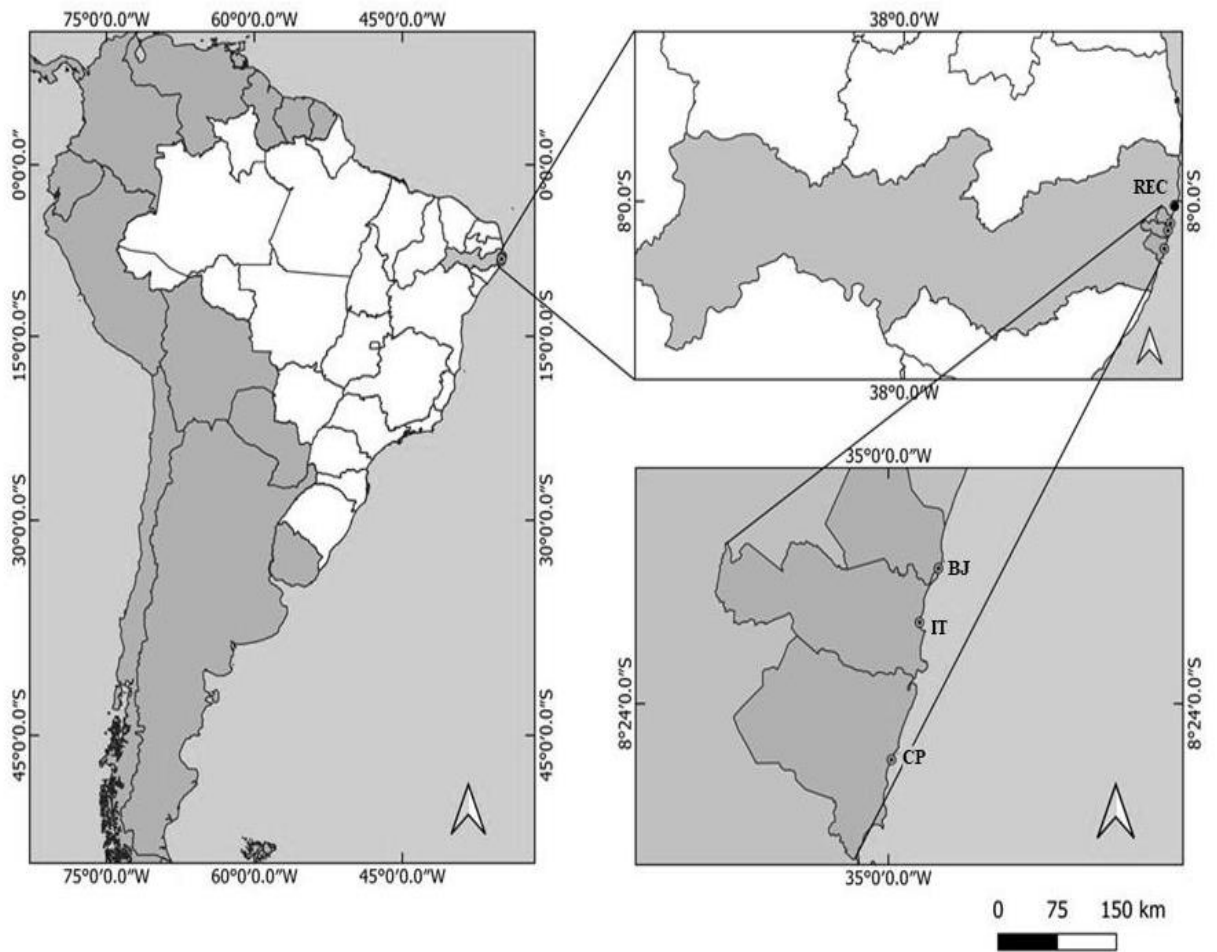 75°0′0.0″W 60°0′0.0″W 45°0′0.0″W
0°0′0.0″ 0°0′0.0″
15°0′0.0″S 15°0′0.0″S
30°0′0.0″S 30°0′0.0″S
45°0′0.0″S 45°0′0.0″S
75°0′0.0″W 60°0′0.0″W 45°0′0.0″W
38°0.0″W
REC
8°0′0.0″S
8°0′0.0″S
38°0′.0″W
35°0′0.0″W
BJ
IT
8°24′0.0″S 8°24′0.0″S
CP
35°0′0.0″W
0 75 150 km